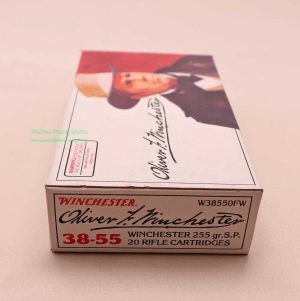 Oliver F. Winchester
WINCHESTER
W38550FW
Oliver F. Winchester
38-55
WINCHESTER 255 gr. S.P.
20 RIFLE CARTRIDGES